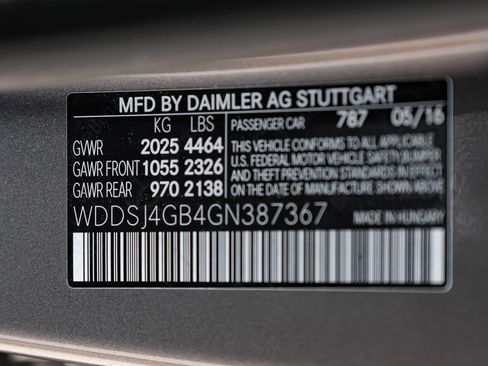 MFD BY DAIMLER AG STUTTGART
KG LBS
GVWR 2025 4464
GAWR FRONT 1055 2326
GAWR REAR 970 2138
PASSENGER CAR 787 05/16
THIS VEHICLE CONFORMS TO ALL APPLICABLE
U.S. FEDERAL MOTOR VEHICLE SAFETY, BUMPER,
AND THEFT PREVENTION STANDARDS IN EFFECT
ON THE DATE OF MANUFACTURE SHOWN ABOVE.
WDDSJ4GB4GN387367 MADE IN HUNGARY